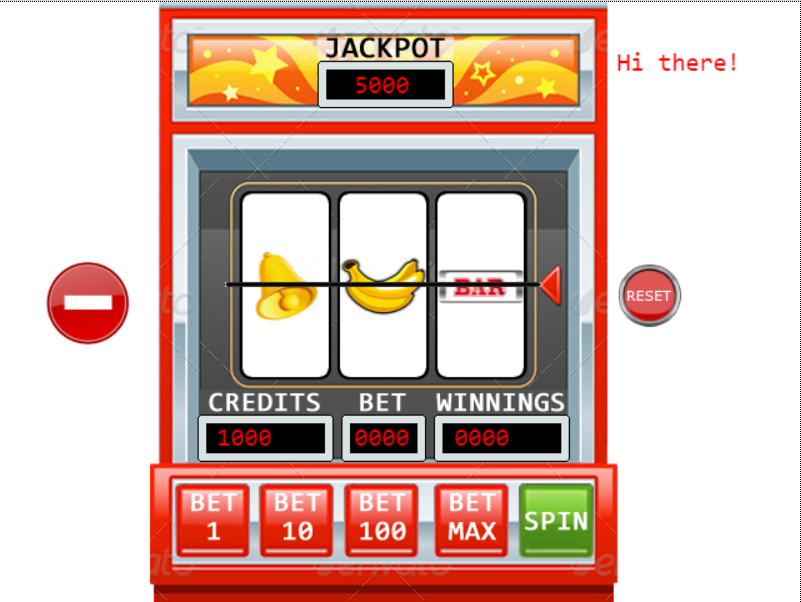 JACKPOT
5000
Hi there!
BAR
RESET
CREDITS BET WINNINGS
1000 0000 0000
BET 1
BET 10
BET 100
BET MAX
SPIN
envato